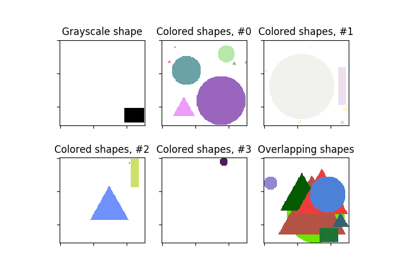 Grayscale shape
Colored shapes, #0
Colored shapes, #1
Colored shapes, #2
Colored shapes, #3
Overlapping shapes